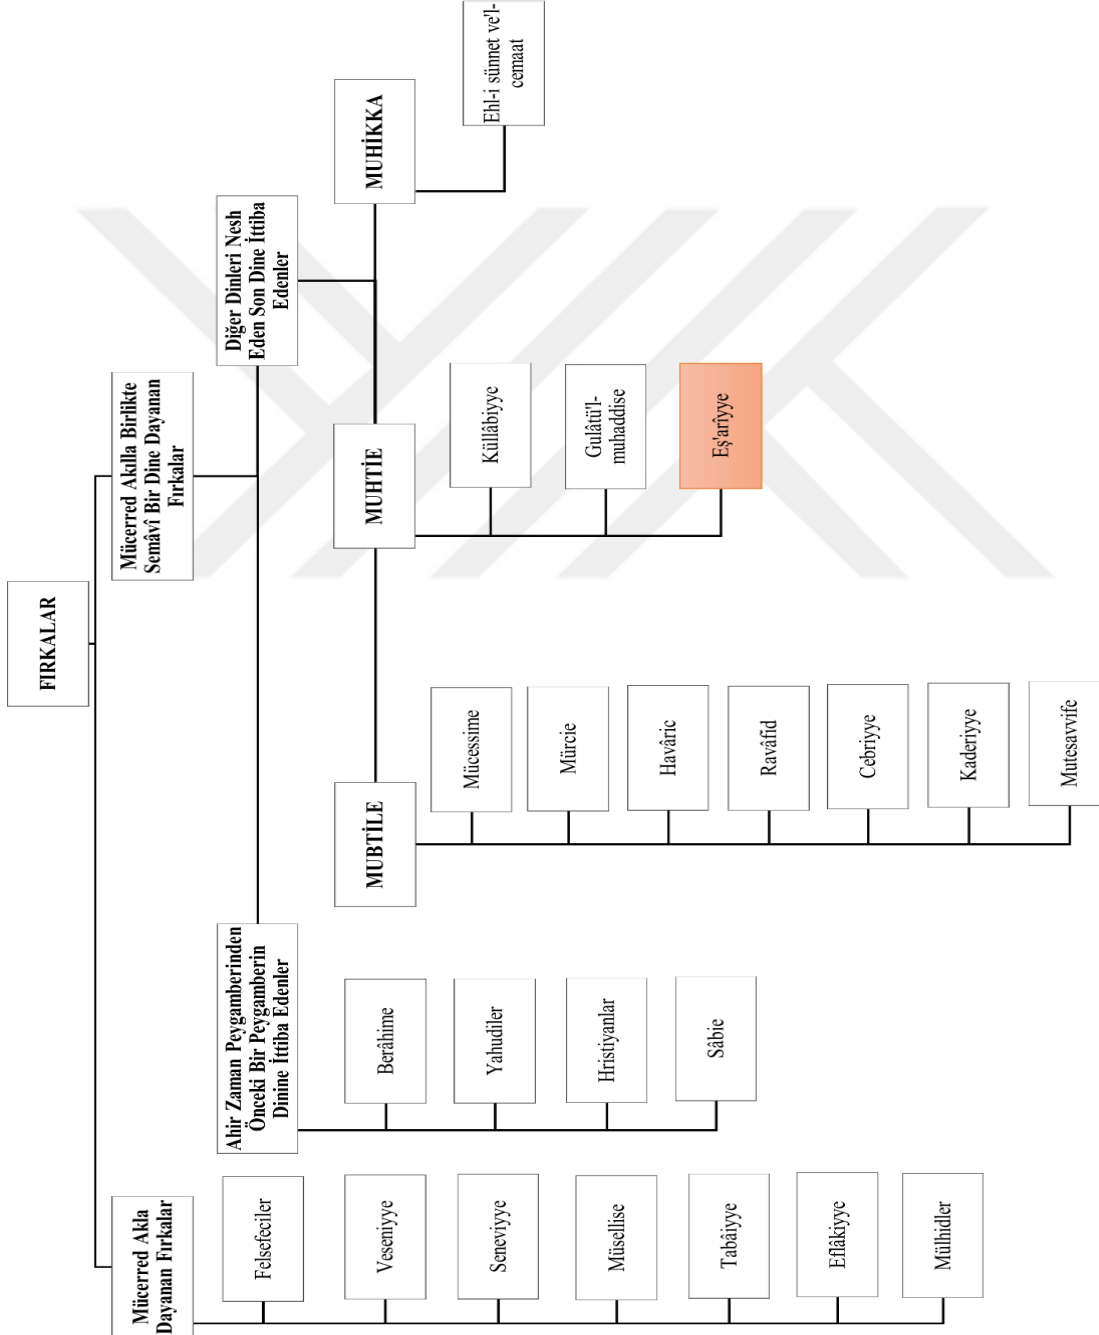 FIRKALAR
Mücerred Akla
Dayanan Fırkalar
Felsefeciler
Veseniyye
Seneviyye
Müsellise
Tabâiyye
Eflâkiyye
Mülhidler
Mücerred Akılla Birlikte
Semâvî Bir Dine Dayanan
Fırkalar
Ahir Zaman Peygamberinden
Önceki Bir Peygamberin
Dinine İttiba Edenler
Berâhime
Yahudiler
Hristiyanlar
Sâbie
Diğer Dinleri Nesh
Eden Son Dine İttiba
Edenler
MUBTİLE
Mücessime
Mürcie
Havâric
Ravâfid
Cebriyye
Kaderiyye
Mutesavvife
MUHTİE
Küllâbiyye
Gulâtü'l-
muhaddise
Eş'ariyye
MUHİKKA
Ehl-i sünnet ve'l-
cemaat